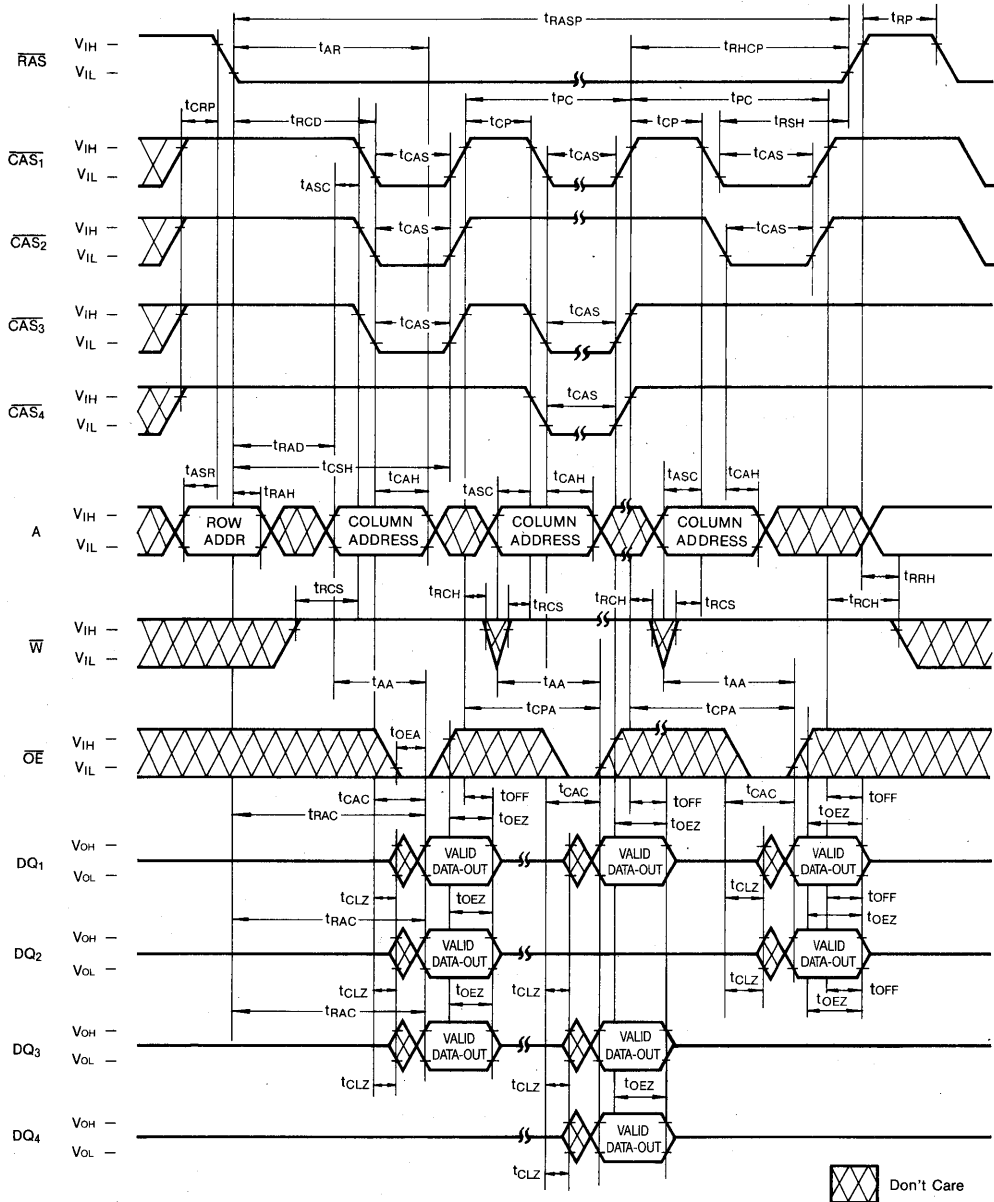 tRASP tRP
tAR tRHCP
RAS VIH VIL
tCRP tRCD tPC tPC
tCP tCP tRSH
CAS1 VIH VIL tCAS tCAS tCAS
tASC
CAS2 VIH VIL tCAS tCAS
CAS3 VIH VIL tCAS tCAS
CAS4 VIH VIL tCAS
tRAD
tCSH
tASR tRAH tCAH tASC tCAH tASC tCAH
A VIH VIL ROW ADDR COLUMN ADDRESS COLUMN ADDRESS COLUMN ADDRESS
tRRH
tRCS tRCH tRCS tRCH tRCS tRCH
W VIH VIL
tAA tAA tAA
tCPA tCPA
OE VIH VIL tOEA
tCAC tOFF tCAC tOFF tCAC tOFF
tRAC tOEZ tOEZ tOEZ
DQ1 VOH VOL VALID DATA-OUT VALID DATA-OUT VALID DATA-OUT
tCLZ tOEZ tCLZ tOFF
tRAC tOEZ
DQ2 VOH VOL VALID DATA-OUT VALID DATA-OUT
tCLZ tOEZ tCLZ tCLZ tOFF
tRAC tOEZ
DQ3 VOH VOL VALID DATA-OUT VALID DATA-OUT
tCLZ tCLZ tOEZ
DQ4 VOH VOL VALID DATA-OUT
tCLZ
Don't Care